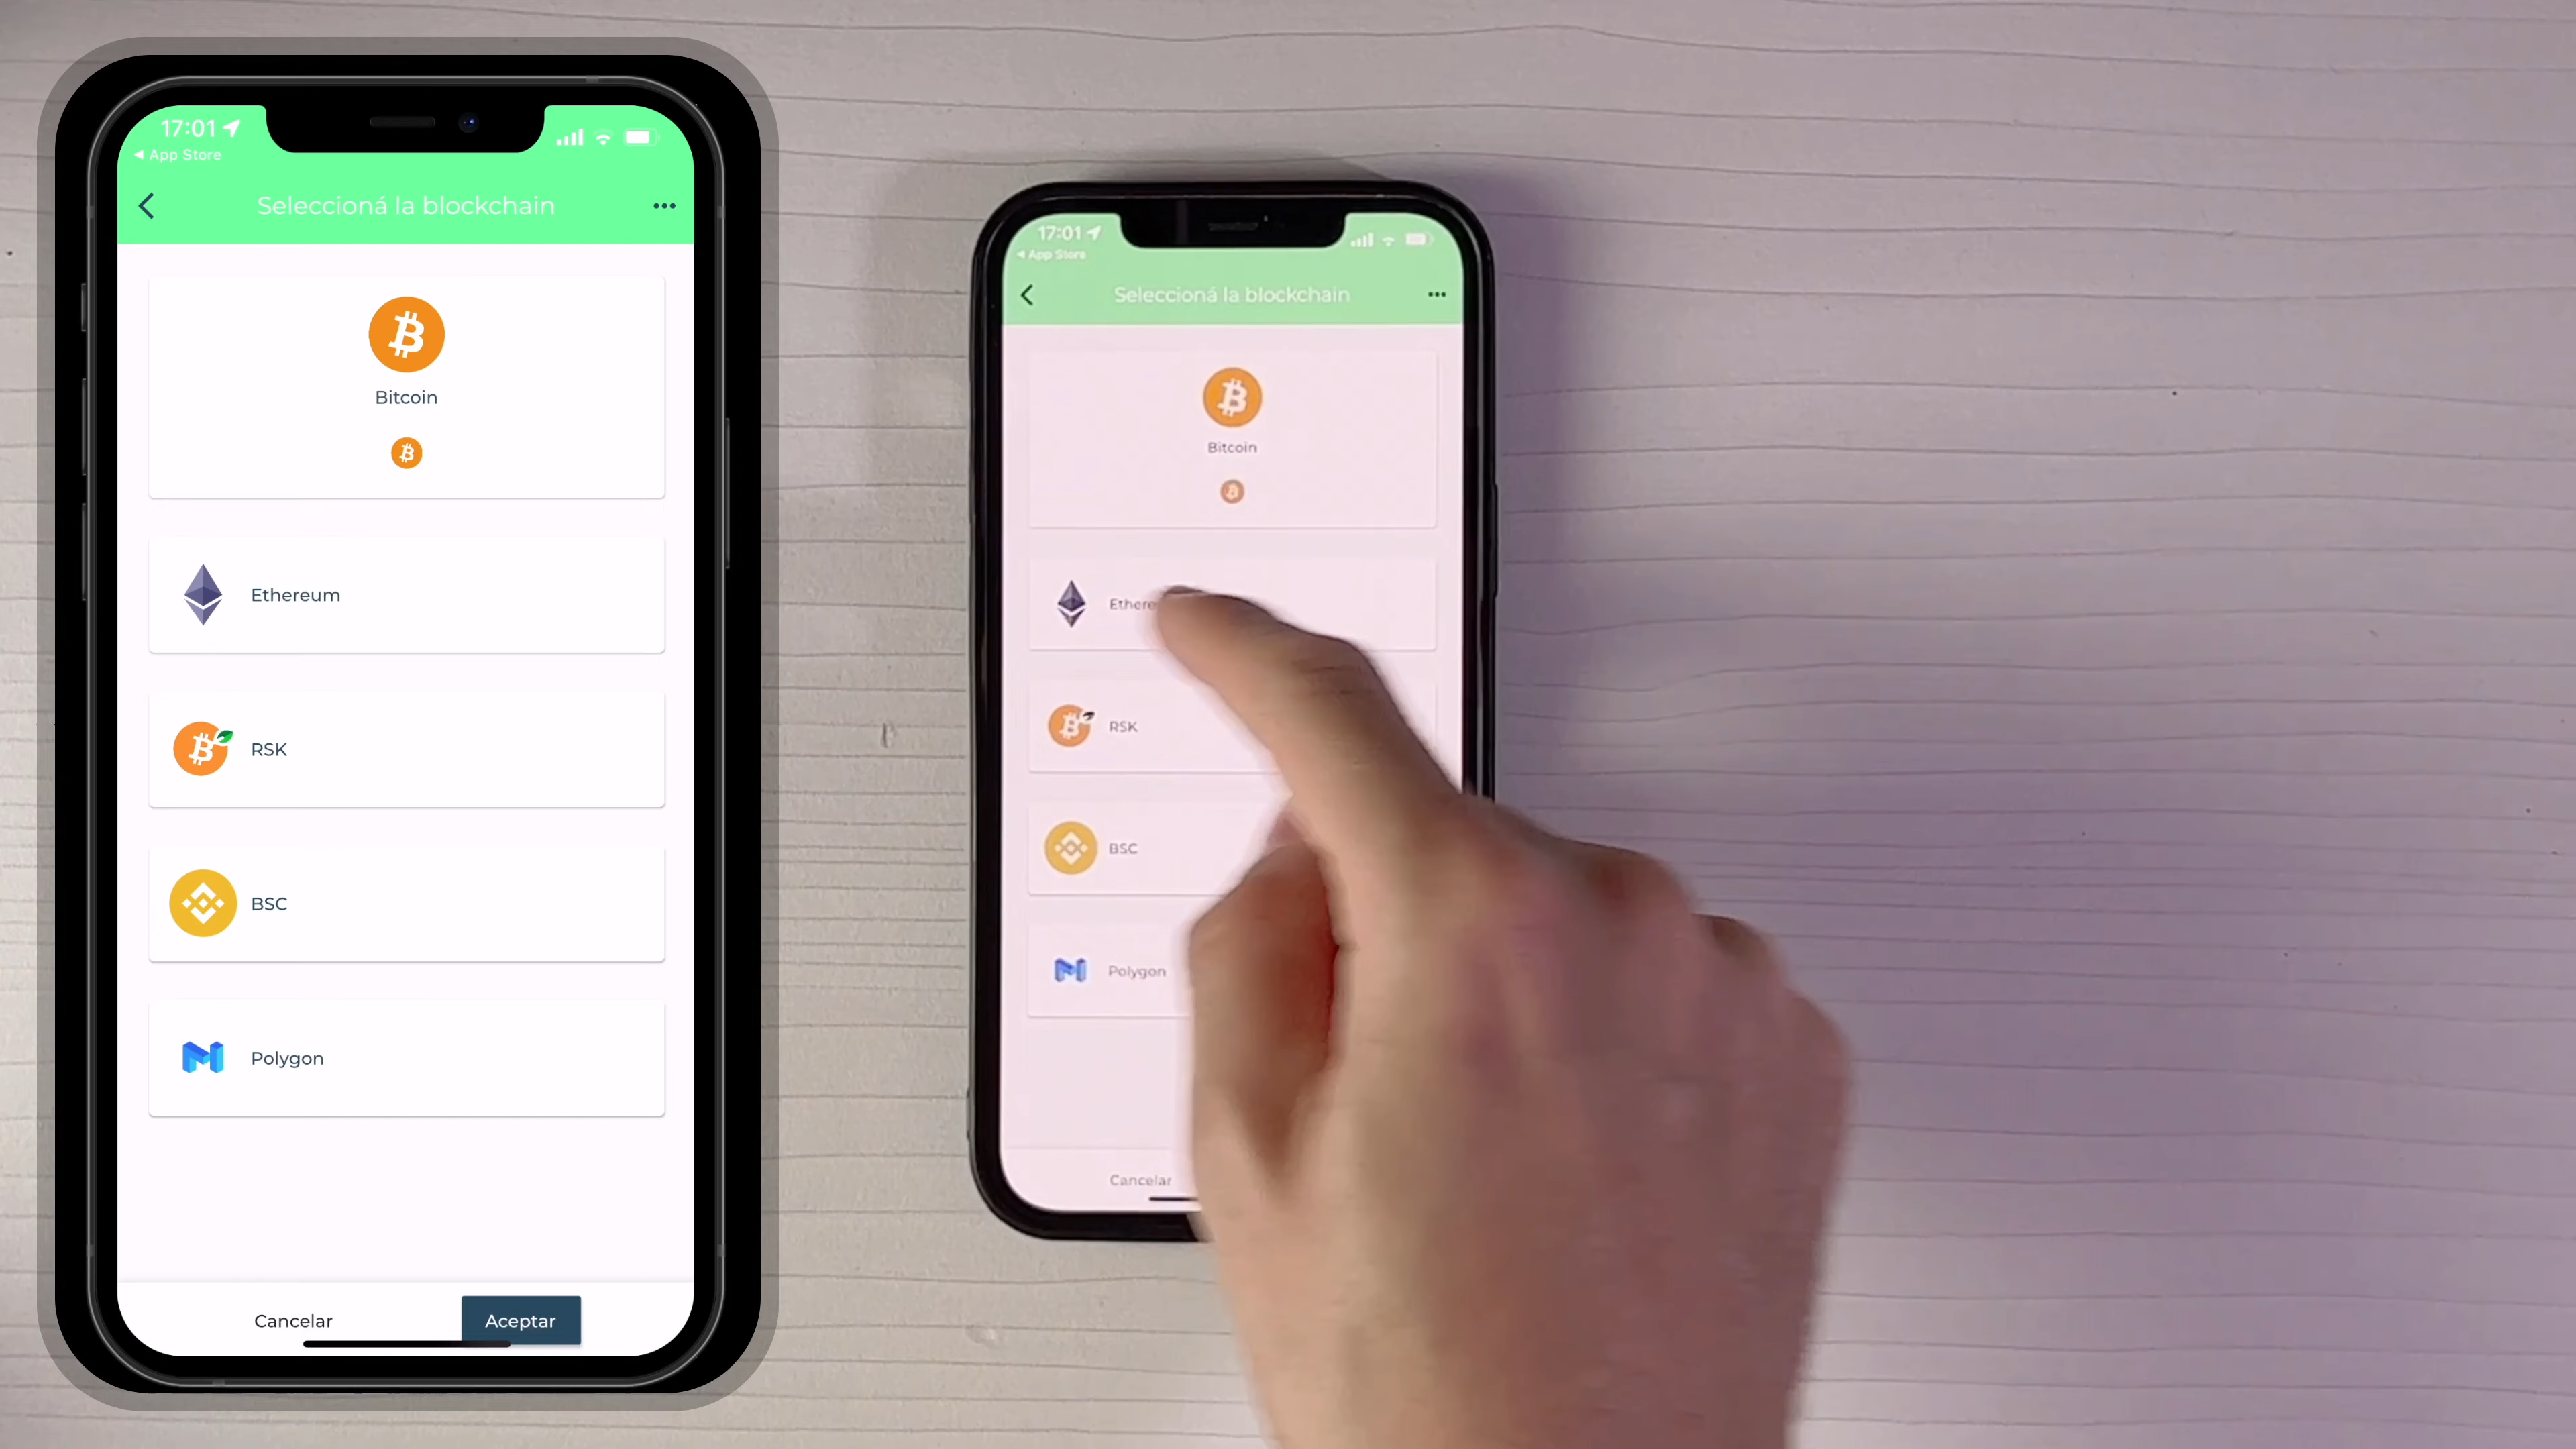 17:01
App Store
Seleccioná la blockchain
Bitcoin
Ethereum
RSK
BSC
Polygon
Cancelar
Aceptar
17:01
App Store
Seleccioná la blockchain
Bitcoin
Ethere
RSK
BSC
Polygon
Cancelar